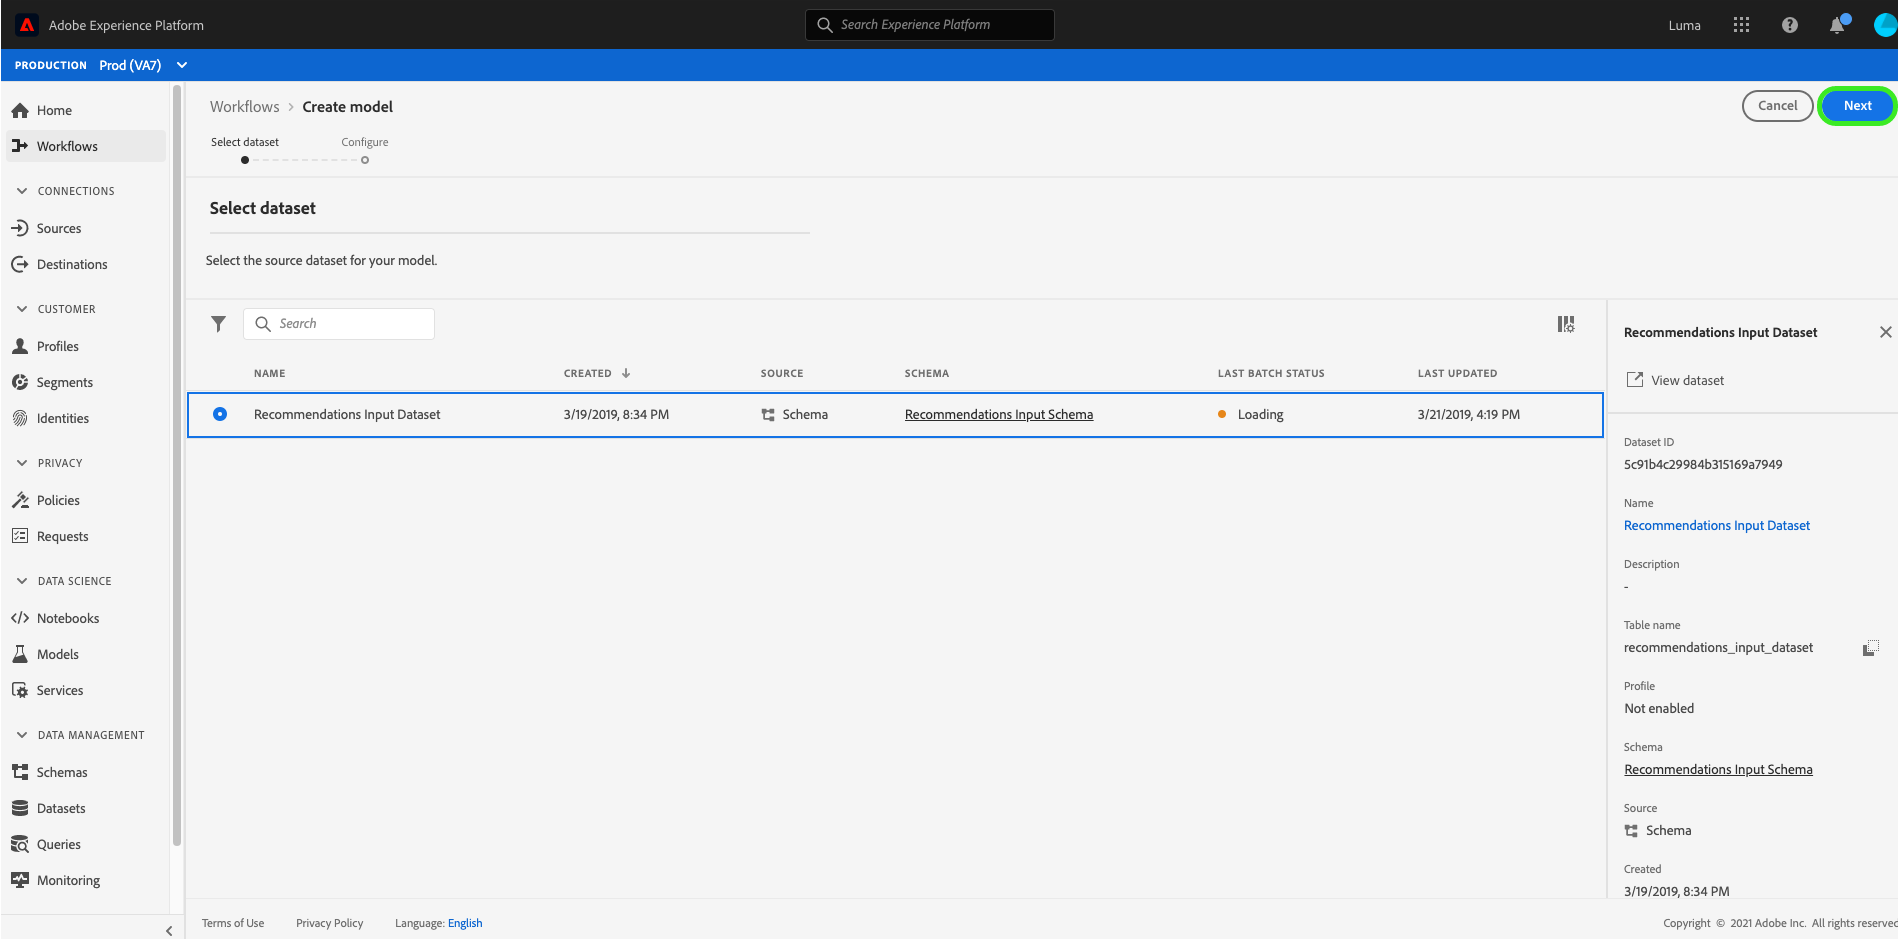 Adobe Experience Platform
Search Experience Platform
Luma
PRODUCTION Prod (VA7)
Home
Workflows
CONNECTIONS
Sources
Destinations
CUSTOMER
Profiles
Segments
Identities
PRIVACY
Policies
Requests
DATA SCIENCE
Notebooks
Models
Services
DATA MANAGEMENT
Schemas
Datasets
Queries
Monitoring
Workflows > Create model
Cancel
Next
Select dataset Configure
Select dataset
Select the source dataset for your model.
Search
NAME CREATED SOURCE SCHEMA LAST BATCH STATUS LAST UPDATED
Recommendations Input Dataset 3/19/2019, 8:34 PM Schema Recommendations Input Schema Loading 3/21/2019, 4:19 PM
Recommendations Input Dataset
View dataset
Dataset ID
5c91b4c29984b315169a7949
Name
Recommendations Input Dataset
Description
-
Table name
recommendations_input_dataset
Profile
Not enabled
Schema
Recommendations Input Schema
Source
Schema
Created
3/19/2019, 8:34 PM
Terms of Use Privacy Policy Language: English
Copyright © 2021 Adobe Inc. All rights reserved